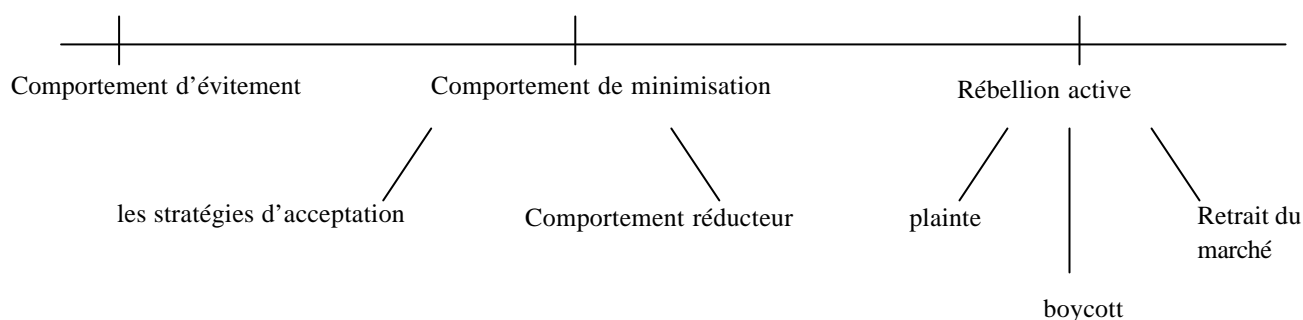 Comportement d’évitement
Comportement de minimisation
Rébellion active
les stratégies d’acceptation
Comportement réducteur
plainte
Retrait du
marché
boycott